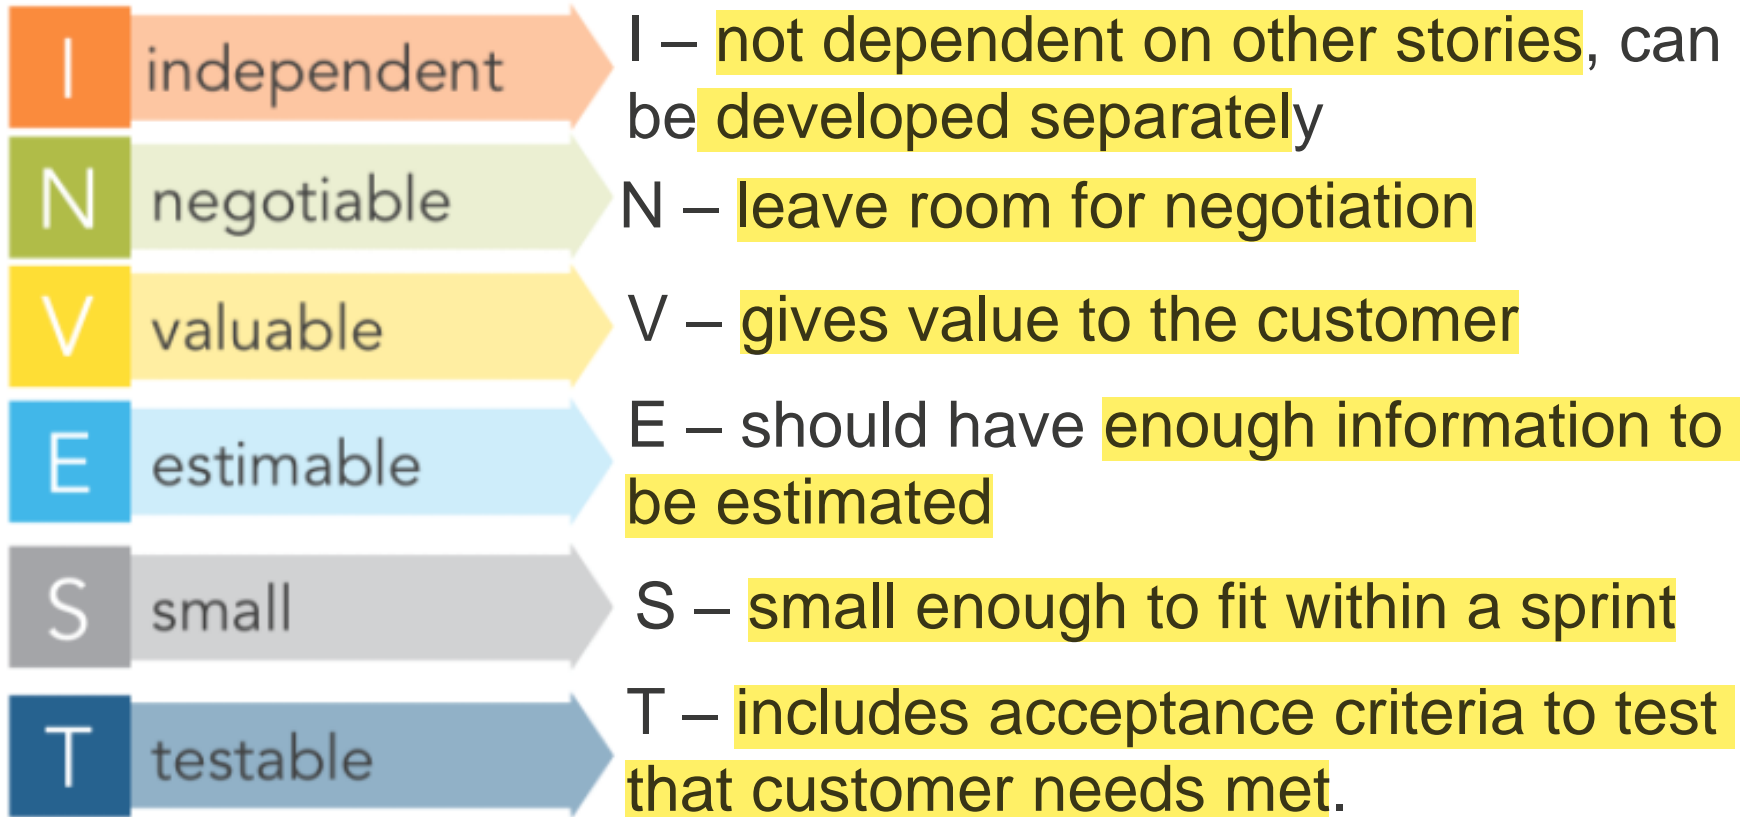 I independent
I – not dependent on other stories, can
be developed separately
N negotiable
N – leave room for negotiation
V valuable
V – gives value to the customer
E estimable
E – should have enough information to
be estimated
S small
S – small enough to fit within a sprint
T testable
T – includes acceptance criteria to test
that customer needs met.